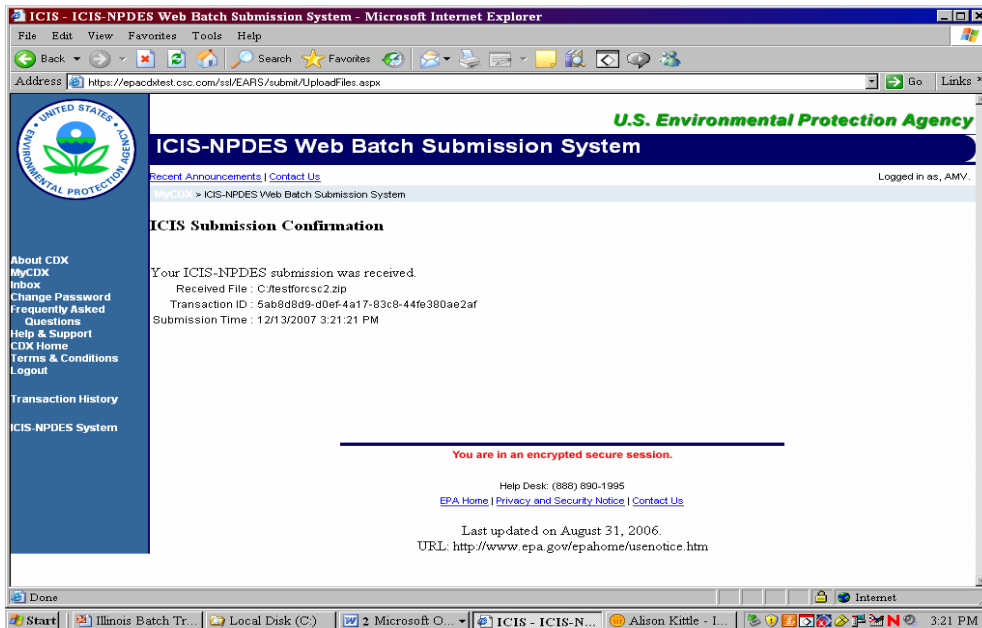 ICIS - ICIS-NPDES Web Batch Submission System - Microsoft Internet Explorer
File Edit View Favorites Tools Help
Back Search Favorites
Address https://epacdxtest.csc.com/ssl/EARS/submit/UploadFiles.aspx Go Links
UNITED STATES ENVIRONMENTAL PROTECTION AGENCY
U.S. Environmental Protection Agency
ICIS-NPDES Web Batch Submission System
Recent Announcements | Contact Us Logged in as, AMV.
MyCDX > ICIS-NPDES Web Batch Submission System
ICIS Submission Confirmation
Your ICIS-NPDES submission was received.
Received File : C:/testforcsc2.zip
Transaction ID : 5ab8d8d9-d0ef-4a17-83c8-44fe380ae2af
Submission Time : 12/13/2007 3:21:21 PM
About CDX
MyCDX
Inbox
Change Password
Frequently Asked
Questions
Help & Support
CDX Home
Terms & Conditions
Logout
Transaction History
ICIS-NPDES System
You are in an encrypted secure session.
Help Desk: (888) 890-1995
EPA Home | Privacy and Security Notice | Contact Us
Last updated on August 31, 2006.
URL: http://www.epa.gov/epahome/usenotice.htm
Done Internet
Start Illinois Batch Tr... Local Disk (C:) 2 Microsoft O... ICIS - ICIS-N... Alison Kittle - I... 3:21 PM